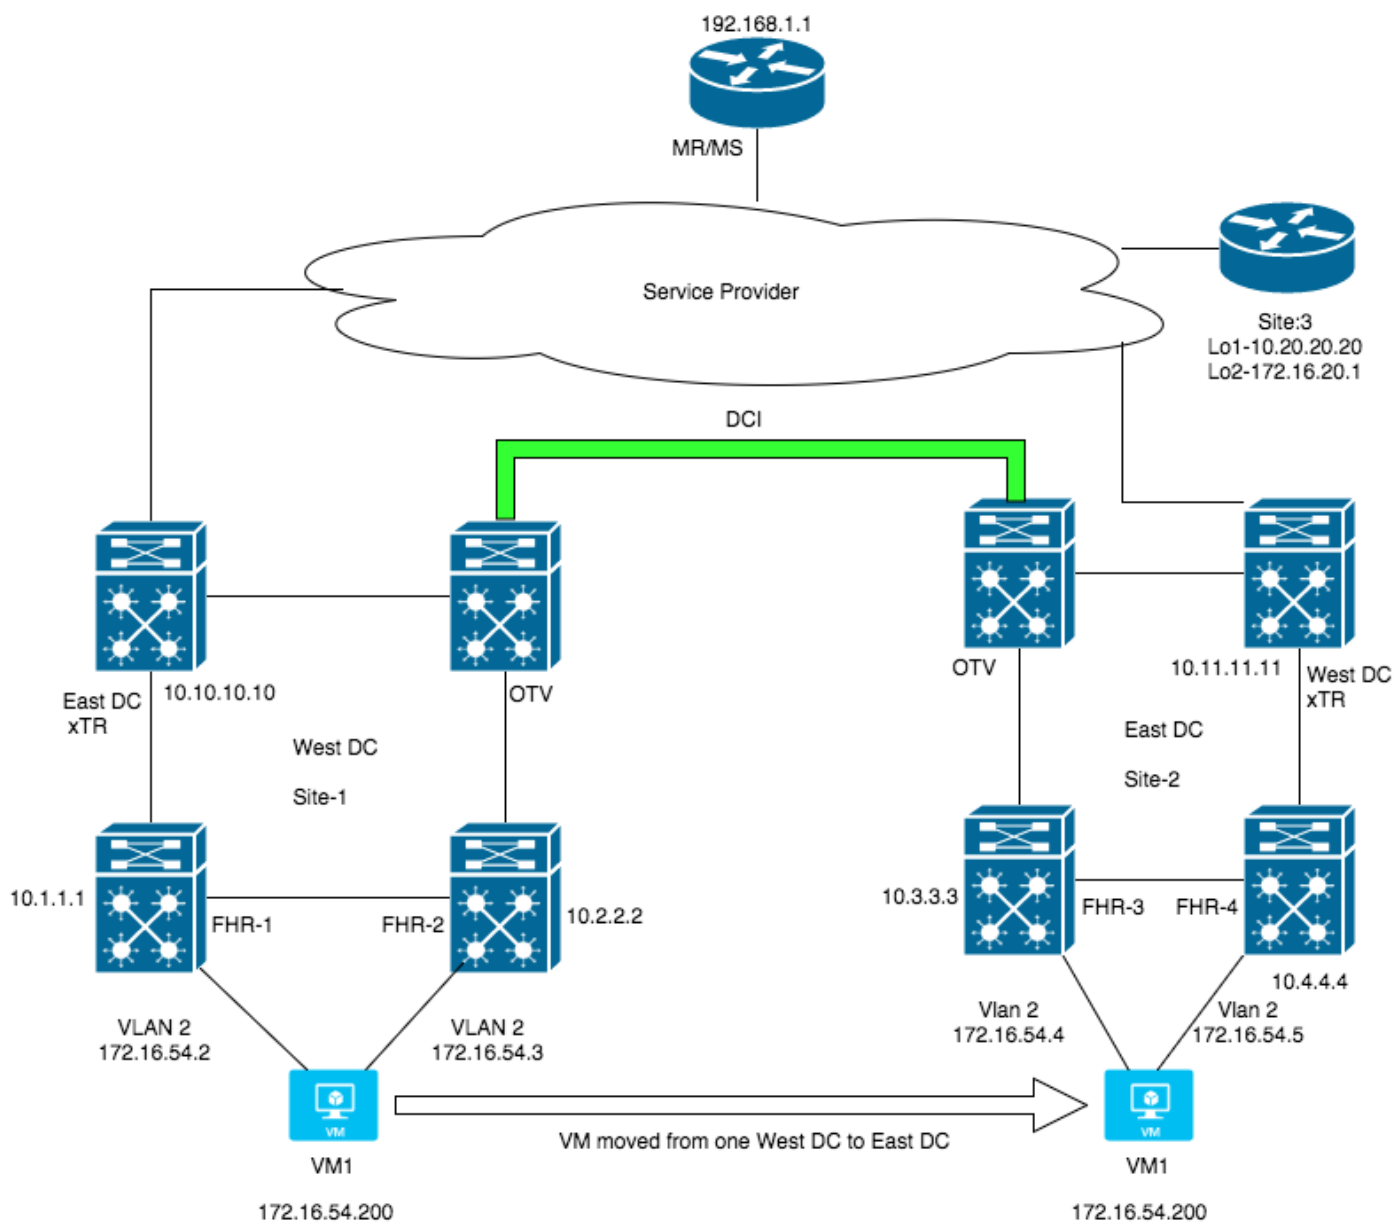 192.168.1.1
MR/MS
Service Provider
Site:3
Lo1-10.20.20.20
Lo2-172.16.20.1
DCI
East DC
xTR
10.10.10.10
OTV
West DC
Site-1
OTV
10.11.11.11
West DC
xTR
East DC
Site-2
10.1.1.1
FHR-1
FHR-2
10.2.2.2
10.3.3.3
FHR-3
FHR-4
10.4.4.4
VLAN 2
172.16.54.2
VLAN 2
172.16.54.3
Vlan 2
172.16.54.4
Vlan 2
172.16.54.5
VM
VM
VM moved from one West DC to East DC
VM1
172.16.54.200
VM1
172.16.54.200